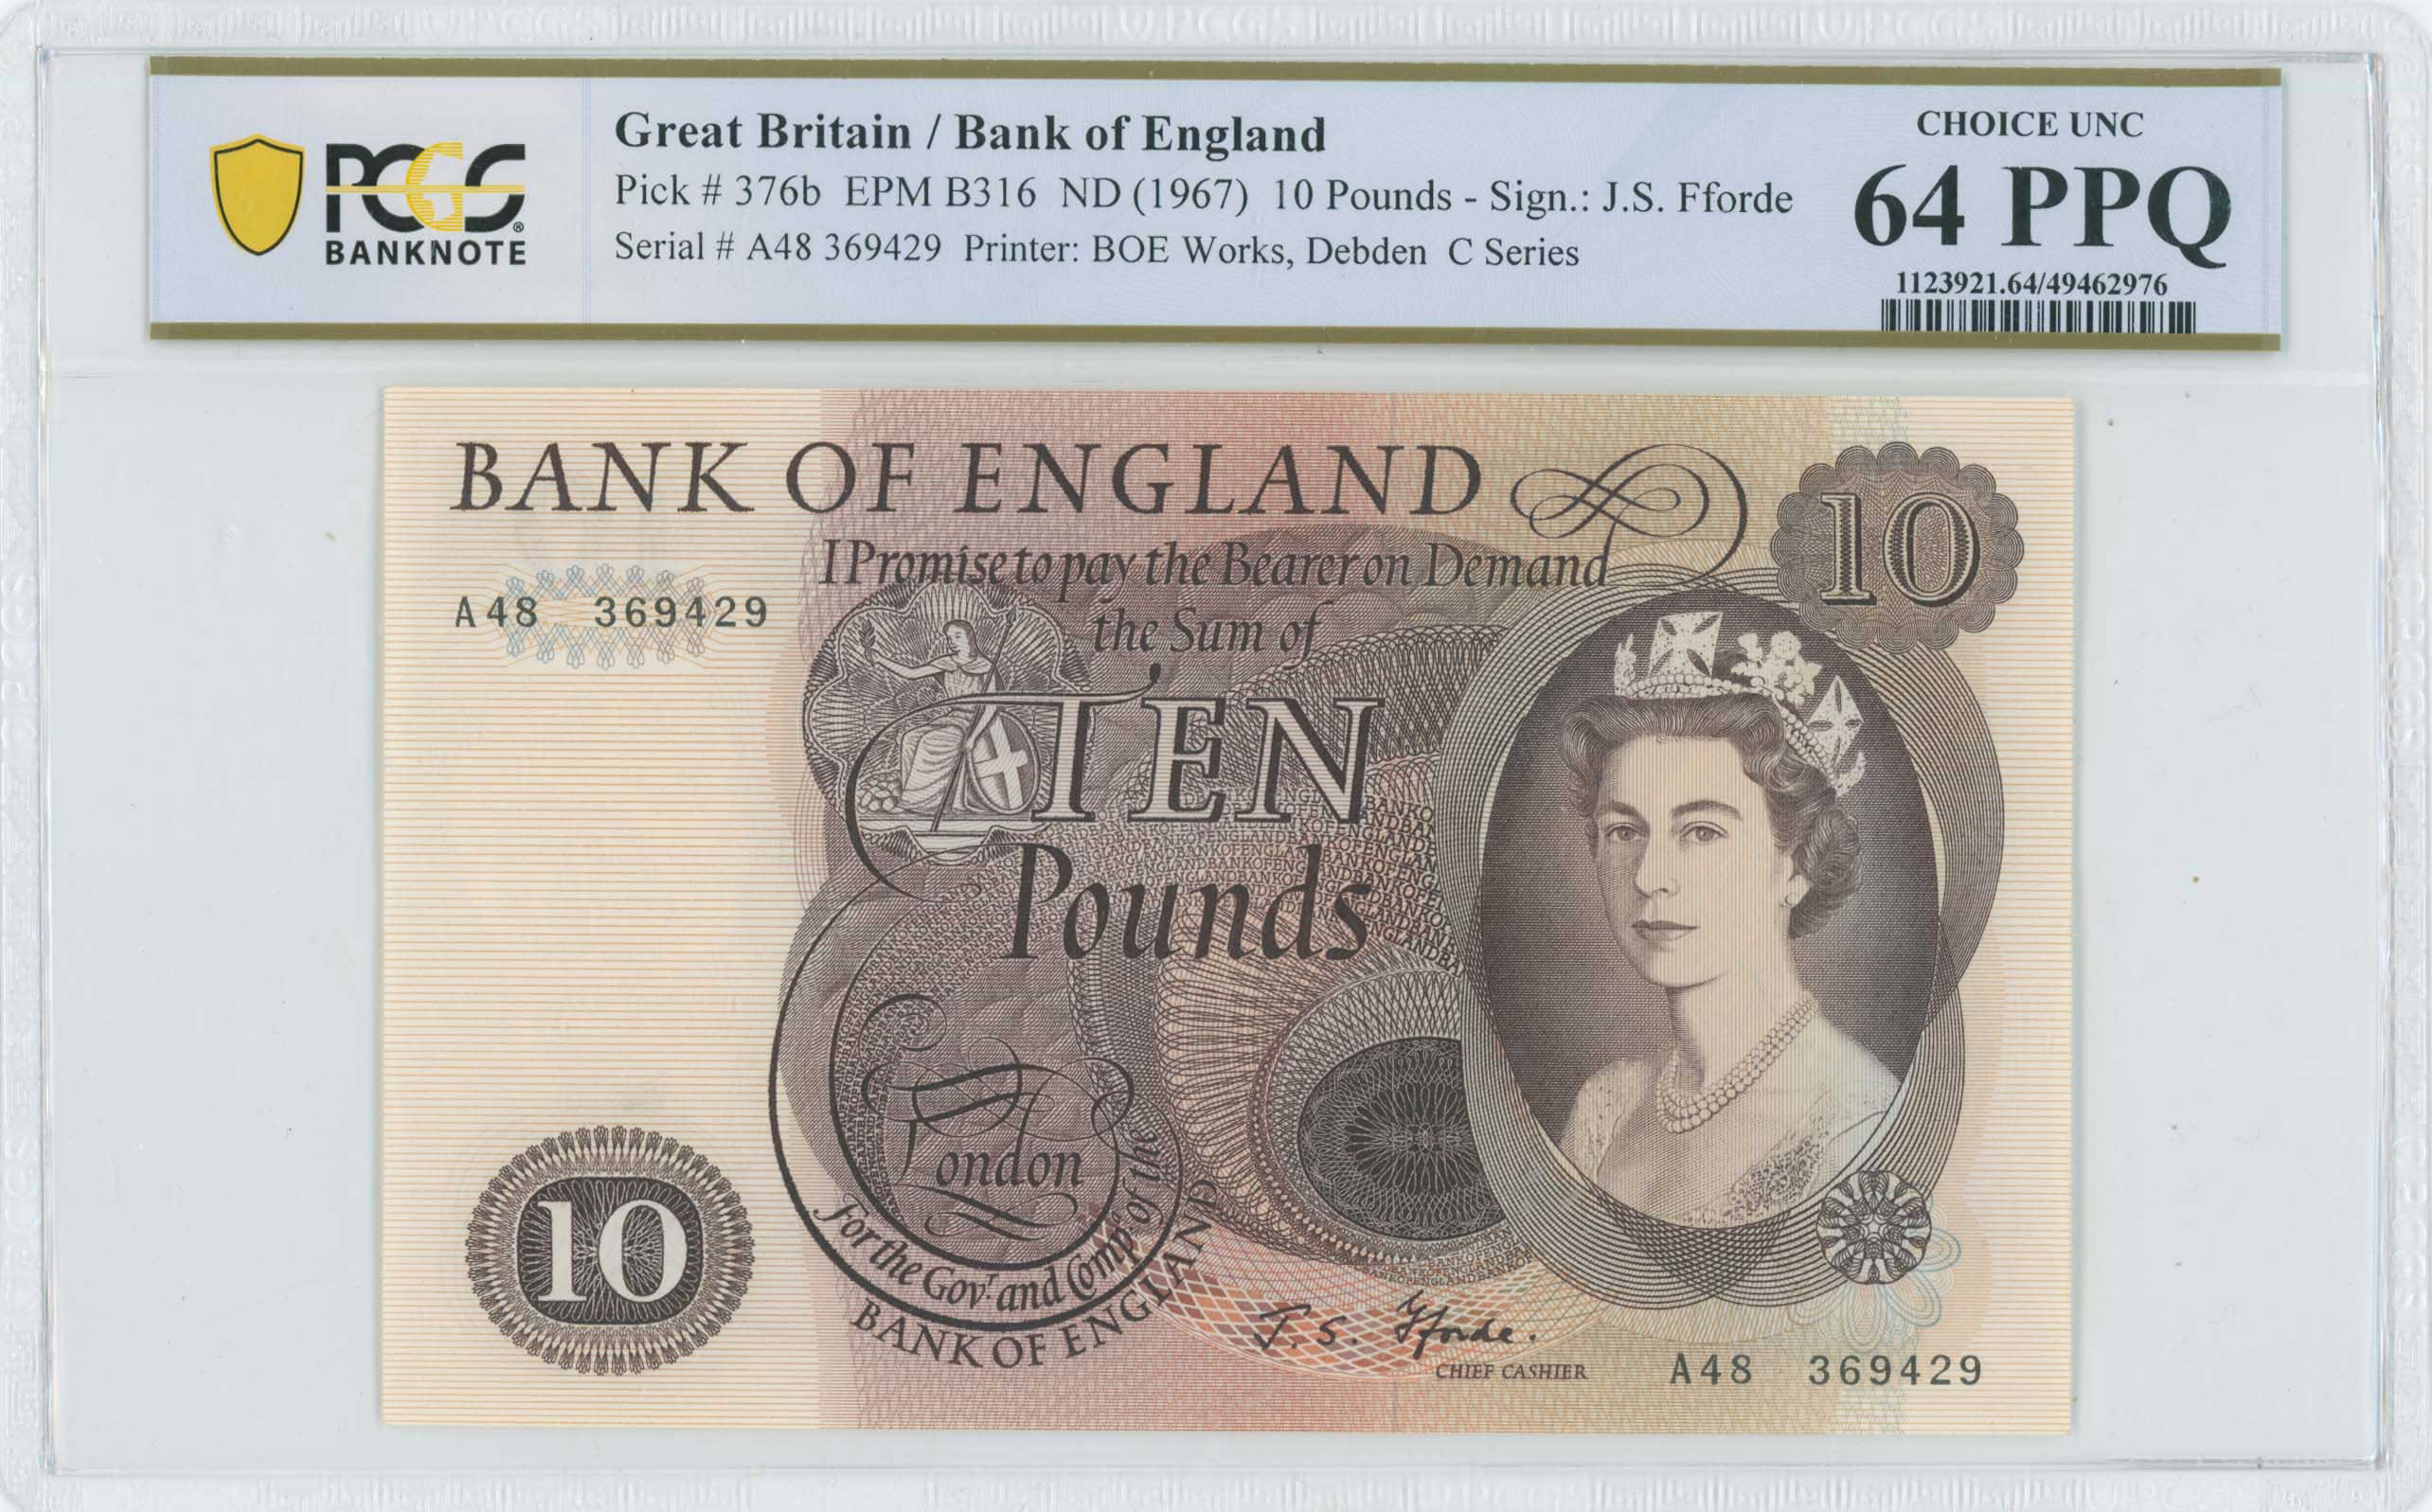 PCGS
BANKNOTE
Great Britain / Bank of England
Pick # 376b EPM B316 ND (1967) 10 Pounds - Sign.: J.S. Fforde
Serial # A48 369429 Printer: BOE Works, Debden C Series
CHOICE UNC
64 PPQ
1123921.64/49462976
BANK OF ENGLAND
10
I Promise to pay the Bearer on Demand
the Sum of
A48 369429
TEN
Pounds
London
For the Govr. and Comp. of the
BANK OF ENGLAND
10
J. S. Fforde.
CHIEF CASHIER
A48 369429